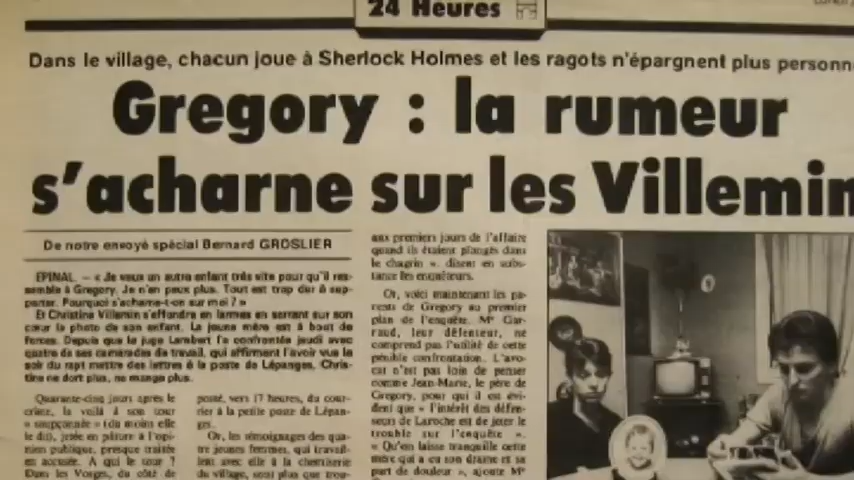 24 Heures
Dans le village, chacun joue à Sherlock Holmes et les ragots n'épargnent plus personn
Gregory : la rumeur
s'acharne sur les Villemin
De notre envoyé spécial Bernard GROSLIER
EPINAL. — « Je veux un autre enfant très vite pour qu'il res-
semble à Gregory. Je n'en peux plus. Tout est trop dur à sup-
porter. Pourquoi s'acharne-t-on sur moi ? »
Et Christine Villemin s'effondre en larmes en serrant sur son
cœur la photo de son enfant. La jeune mère est à bout de
forces. Depuis que le juge Lambert l'a confrontée jeudi avec
quatre de ses camarades de travail, qui affirment l'avoir vue le
soir du rapt mettre des lettres à la poste de Lépanges, Chris-
tine ne dort plus, ne mange plus.
Quarante-cinq jours après le
crime, la voilà à son tour
« soupçonnée » (du moins elle
le dit), jetée en pâture à l'opi-
nion publique, presque traitée
en accusée. A qui le tour ?
Dans les Vosges, du côté de
posté, vers 17 heures, du cour-
rier à la petite poste de Lépan-
ges.
Or, les témoignages des qua-
tre jeunes femmes, qui travail-
lent avec elle à la chemiserie
du village, sont plus que trou-
aux premiers jours de l'affaire
quand ils étaient plongés dans
le chagrin », disent en subs-
tance les enquêteurs.
Or, voici maintenant les pa-
rents de Gregory au premier
plan de l'enquête. Mᵉ Gar-
raud, leur défenseur, ne
comprend pas l'utilité de cette
pénible confrontation. L'avo-
cat n'est pas loin de penser
comme Jean-Marie, le père de
Gregory, pour qui il est évi-
dent que « l'intérêt des défen-
seurs de Laroche est de jeter le
trouble sur l'enquête ».
« Qu'on laisse tranquille cette
mère qui a eu son drame et sa
part de douleur », ajoute Mᵉ